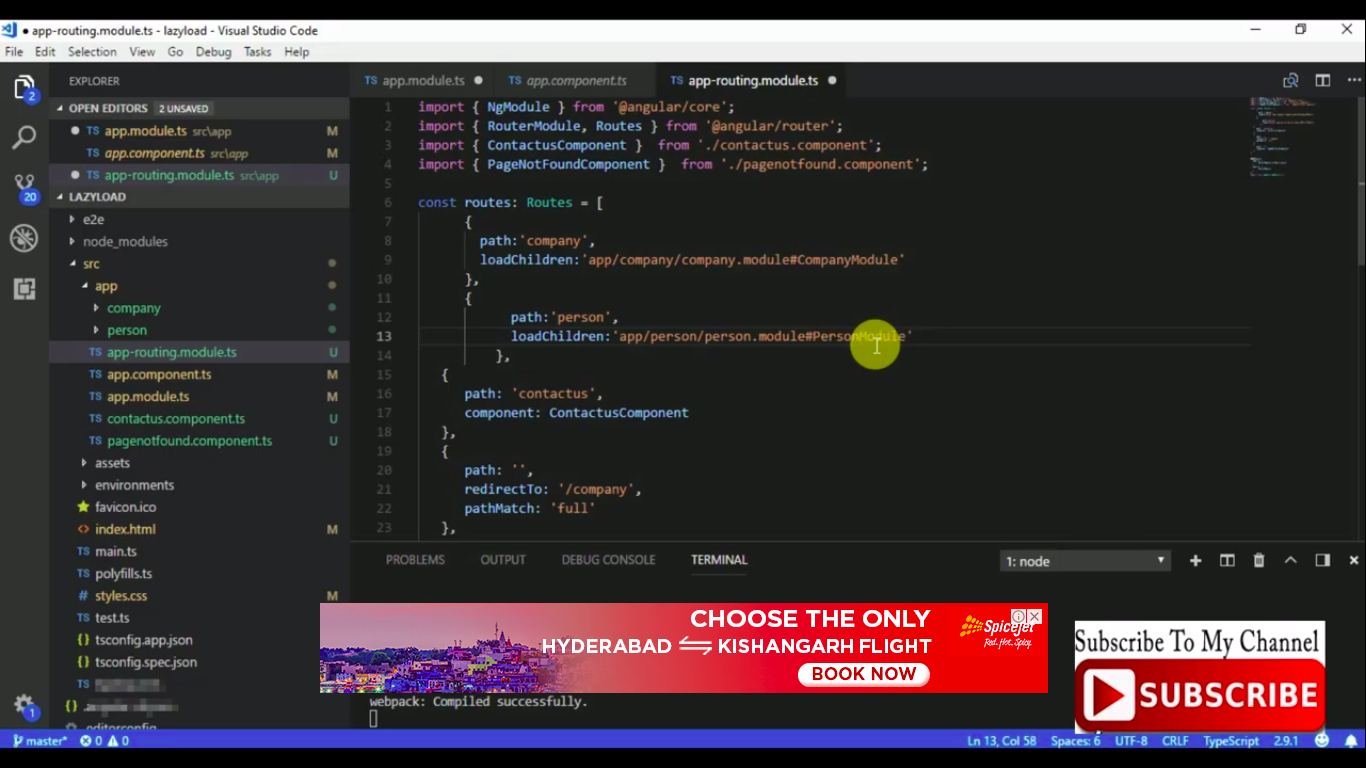 app-routing.module.ts - lazyload - Visual Studio Code
File Edit Selection View Go Debug Tasks Help
EXPLORER
TS app.module.ts
TS app.component.ts
TS app-routing.module.ts
OPEN EDITORS 2 UNSAVED
TS app.module.ts src\app M
TS app.component.ts src\app M
TS app-routing.module.ts src\app U
LAZYLOAD
e2e
node_modules
src
app
company
person
TS app-routing.module.ts U
TS app.component.ts M
TS app.module.ts M
TS contactus.component.ts U
TS pagenotfound.component.ts U
assets
environments
favicon.ico
<> index.html M
TS main.ts
TS polyfills.ts
# styles.css M
TS test.ts
{} tsconfig.app.json
{} tsconfig.spec.json
TS
{}
.editorconfig
2
20
1
1 import { NgModule } from '@angular/core';
2 import { RouterModule, Routes } from '@angular/router';
3 import { ContactusComponent }  from './contactus.component';
4 import { PageNotFoundComponent }  from './pagenotfound.component';
5
6 const routes: Routes = [
7 {
8 path:'company',
9 loadChildren:'app/company/company.module#CompanyModule'
10 },
11 {
12 path:'person',
13 loadChildren:'app/person/person.module#PersonModule'
14 },
15 {
16 path: 'contactus',
17 component: ContactusComponent
18 },
19 {
20 path: '',
21 redirectTo: '/company',
22 pathMatch: 'full'
23 },
PROBLEMS OUTPUT DEBUG CONSOLE TERMINAL 1: node
CHOOSE THE ONLY
HYDERABAD KISHANGARH FLIGHT
BOOK NOW
SpiceJet
Red. Hot. Spicy.
webpack: Compiled successfully.
Subscribe To My Channel
SUBSCRIBE
master* 0 0 Ln 13, Col 58 Spaces: 6 UTF-8 CRLF TypeScript 2.9.1